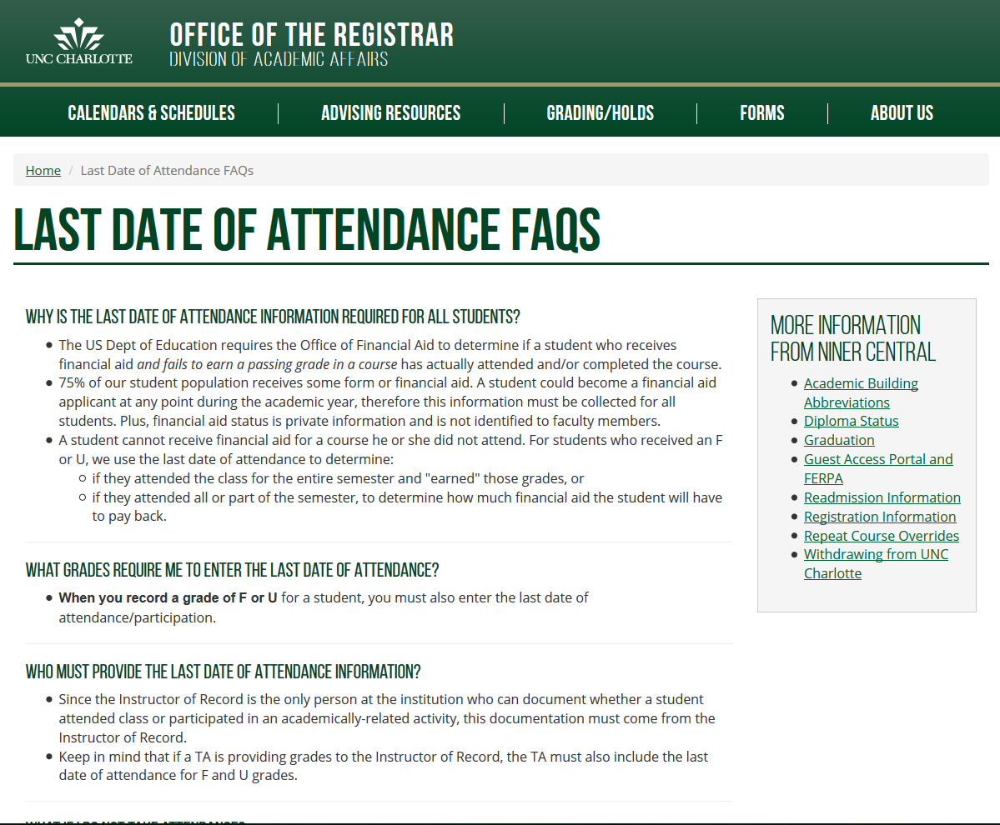 UNC CHARLOTTE
OFFICE OF THE REGISTRAR
DIVISION OF ACADEMIC AFFAIRS
CALENDARS & SCHEDULES
ADVISING RESOURCES
GRADING/HOLDS
FORMS
ABOUT US
Home / Last Date of Attendance FAQs
LAST DATE OF ATTENDANCE FAQS
WHY IS THE LAST DATE OF ATTENDANCE INFORMATION REQUIRED FOR ALL STUDENTS?
The US Dept of Education requires the Office of Financial Aid to determine if a student who receives
financial aid and fails to earn a passing grade in a course has actually attended and/or completed the course.
75% of our student population receives some form or financial aid. A student could become a financial aid
applicant at any point during the academic year, therefore this information must be collected for all
students. Plus, financial aid status is private information and is not identified to faculty members.
A student cannot receive financial aid for a course he or she did not attend. For students who received an F
or U, we use the last date of attendance to determine:
if they attended the class for the entire semester and "earned" those grades, or
if they attended all or part of the semester, to determine how much financial aid the student will have
to pay back.
WHAT GRADES REQUIRE ME TO ENTER THE LAST DATE OF ATTENDANCE?
When you record a grade of F or U for a student, you must also enter the last date of
attendance/participation.
WHO MUST PROVIDE THE LAST DATE OF ATTENDANCE INFORMATION?
Since the Instructor of Record is the only person at the institution who can document whether a student
attended class or participated in an academically-related activity, this documentation must come from the
Instructor of Record.
Keep in mind that if a TA is providing grades to the Instructor of Record, the TA must also include the last
date of attendance for F and U grades.
WHAT IF I DO NOT TAKE ATTENDANCE?
MORE INFORMATION
FROM NINER CENTRAL
Academic Building
Abbreviations
Diploma Status
Graduation
Guest Access Portal and
FERPA
Readmission Information
Registration Information
Repeat Course Overrides
Withdrawing from UNC
Charlotte